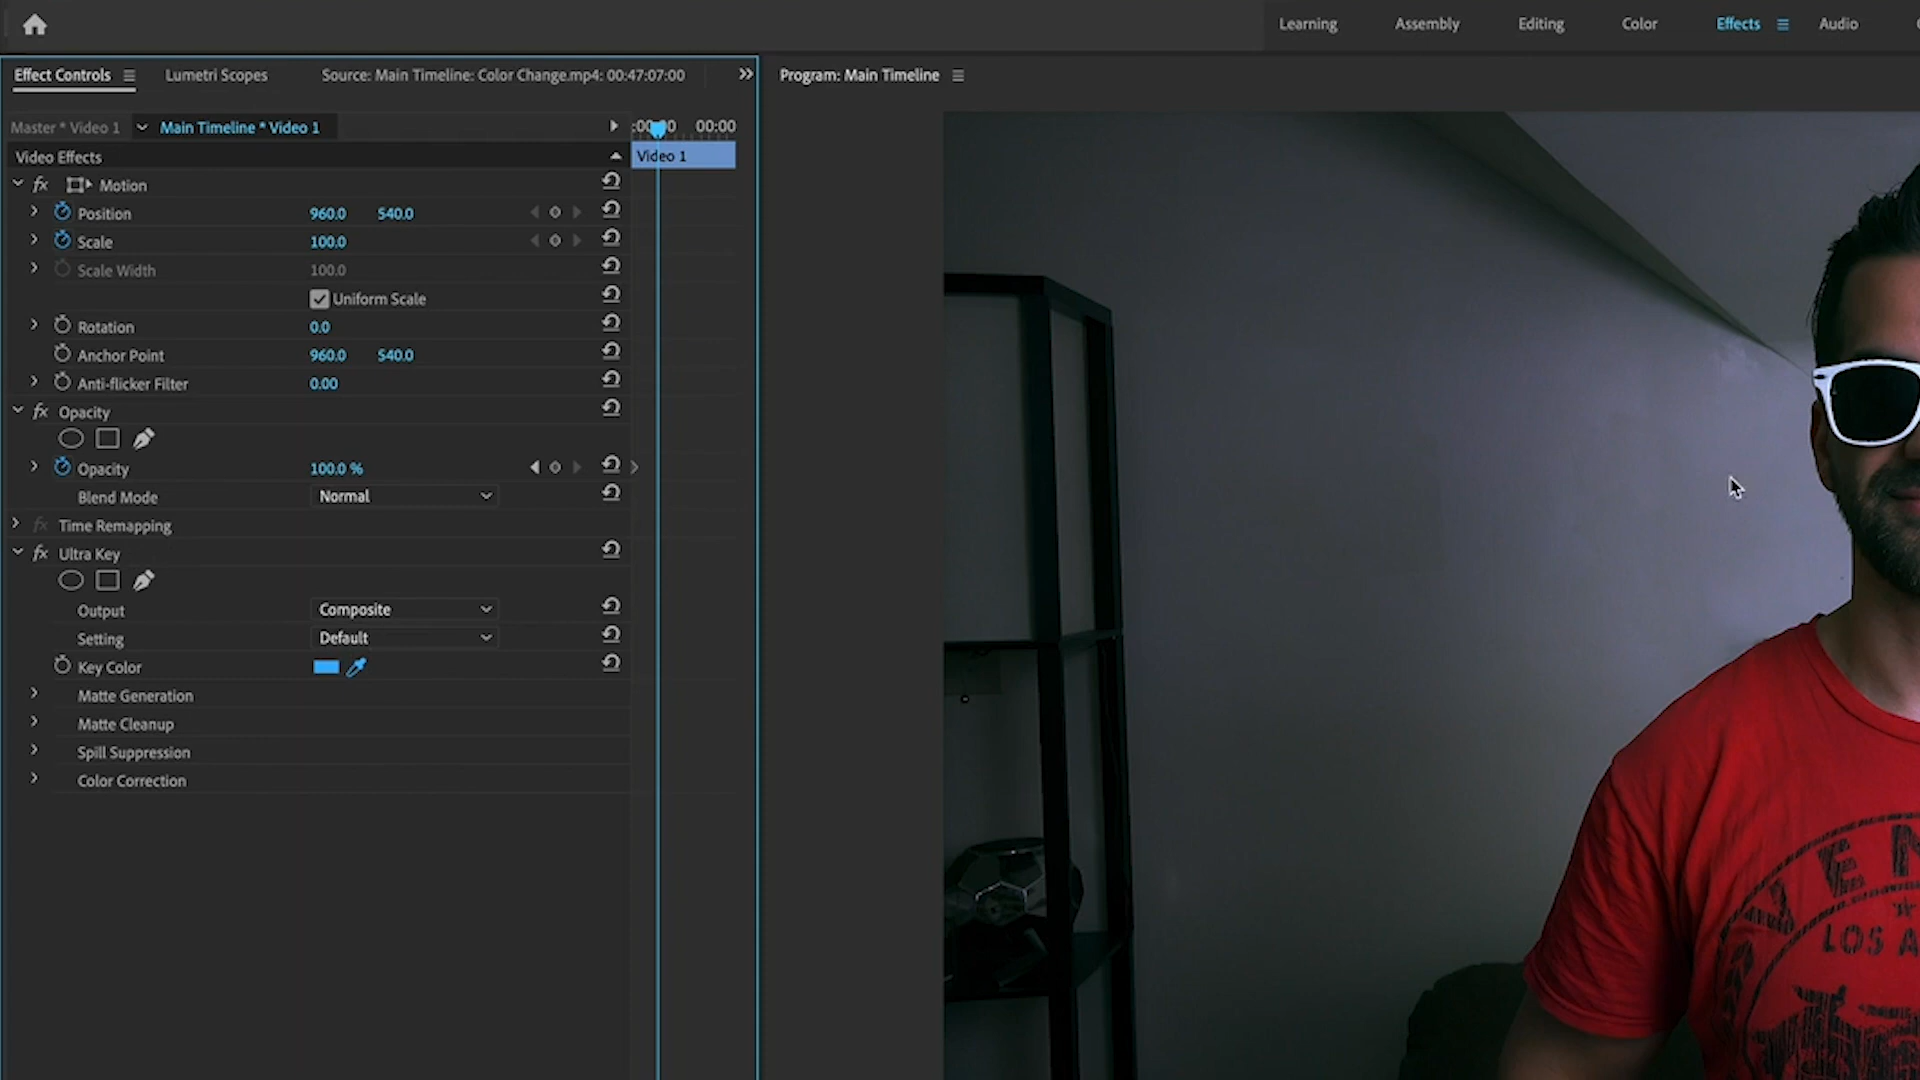 Learning Assembly Editing Color Effects Audio
Effect Controls Lumetri Scopes Source: Main Timeline: Color Change.mp4: 00:47:07:00 Program: Main Timeline
Master * Video 1 Main Timeline * Video 1 00:00
Video Effects Video 1
fx Motion
Position 960.0 540.0
Scale 100.0
Scale Width 100.0
Uniform Scale
Rotation 0.0
Anchor Point 960.0 540.0
Anti-flicker Filter 0.00
fx Opacity
Opacity 100.0 %
Blend Mode Normal
fx Time Remapping
fx Ultra Key
Output Composite
Setting Default
Key Color
Matte Generation
Matte Cleanup
Spill Suppression
Color Correction
LOS A